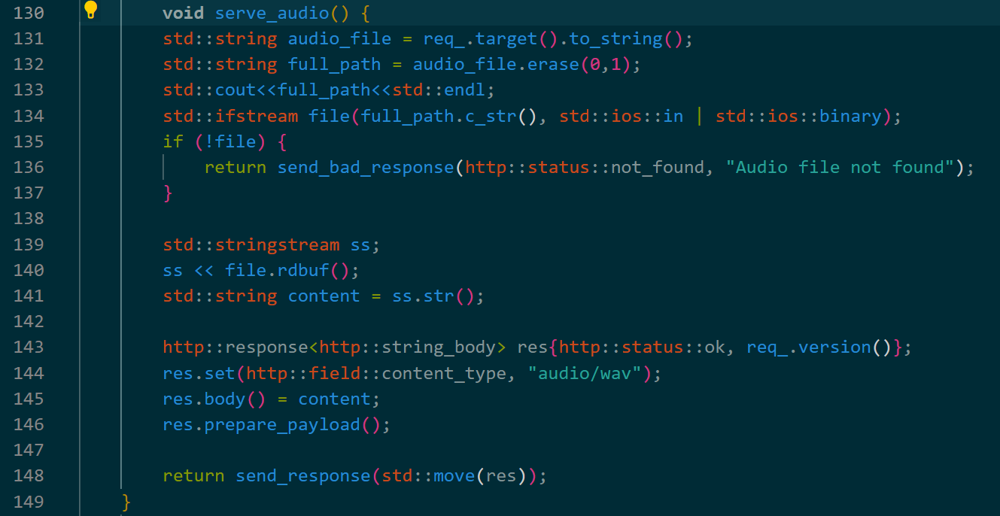 130 void serve_audio() {
131 std::string audio_file = req_.target().to_string();
132 std::string full_path = audio_file.erase(0,1);
133 std::cout<<full_path<<std::endl;
134 std::ifstream file(full_path.c_str(), std::ios::in | std::ios::binary);
135 if (!file) {
136 return send_bad_response(http::status::not_found, "Audio file not found");
137 }
138
139 std::stringstream ss;
140 ss << file.rdbuf();
141 std::string content = ss.str();
142
143 http::response<http::string_body> res{http::status::ok, req_.version()};
144 res.set(http::field::content_type, "audio/wav");
145 res.body() = content;
146 res.prepare_payload();
147
148 return send_response(std::move(res));
149 }